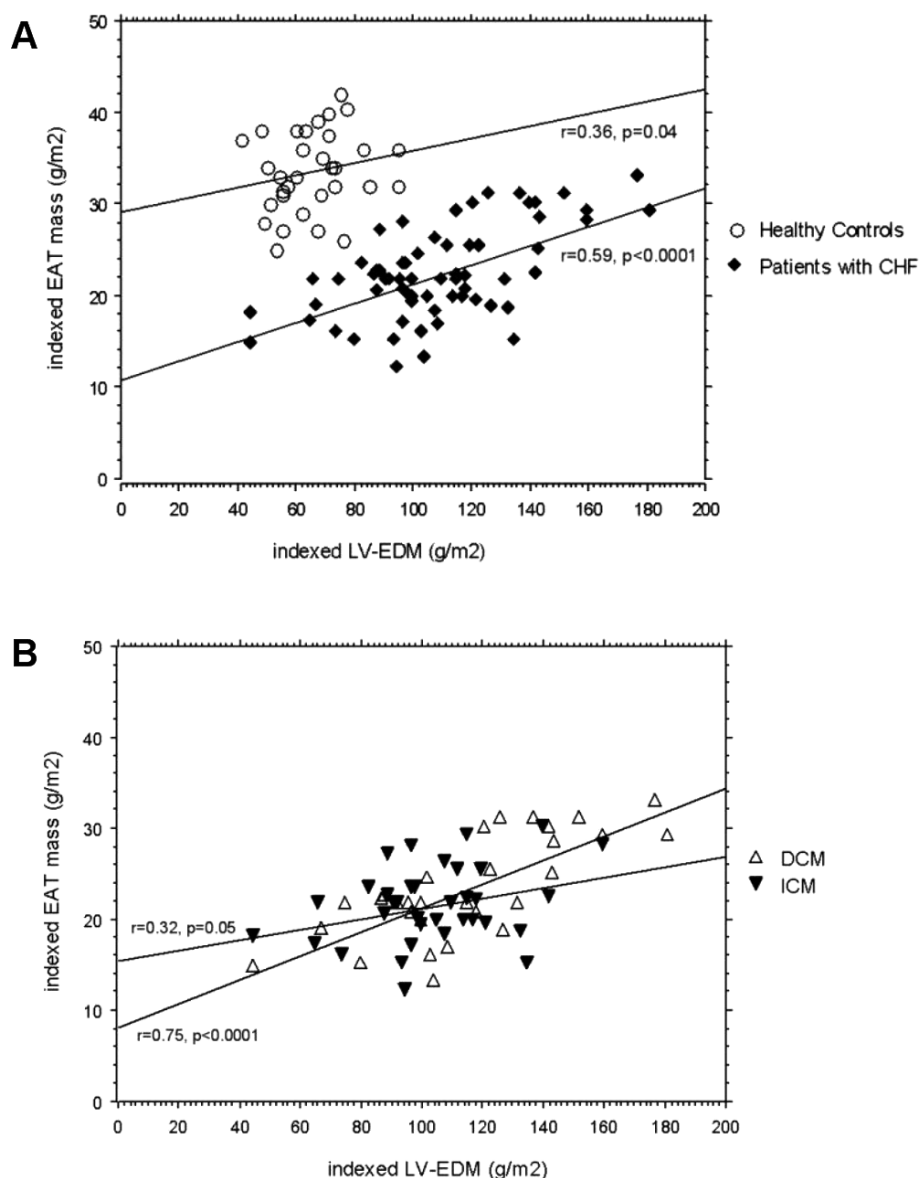 A
50
40
30
20
10
0
indexed EAT mass (g/m2)
r=0.36, p=0.04
r=0.59, p<0.0001
Healthy Controls
Patients with CHF
0 20 40 60 80 100 120 140 160 180 200
indexed LV-EDM (g/m2)
B
50
40
30
20
10
0
indexed EAT mass (g/m2)
r=0.32, p=0.05
r=0.75, p<0.0001
DCM
ICM
0 20 40 60 80 100 120 140 160 180 200
indexed LV-EDM (g/m2)